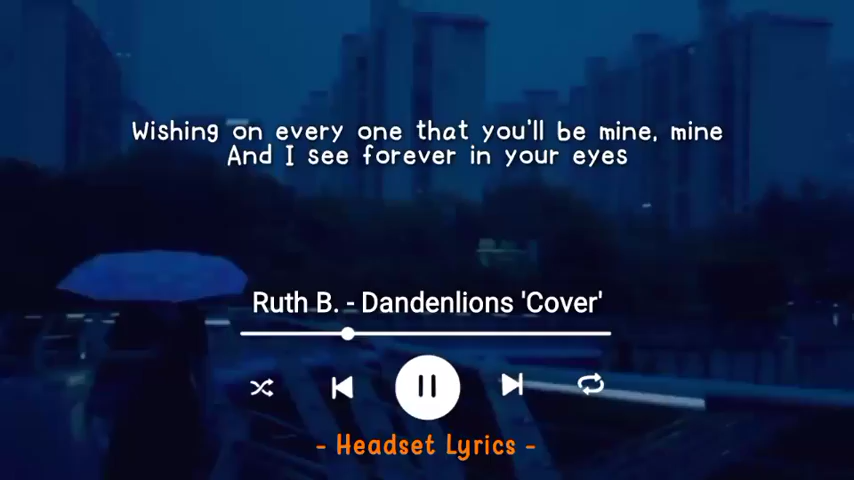 Wishing on every one that you'll be mine, mine
And I see forever in your eyes
Ruth B. - Dandenlions 'Cover'
- Headset Lyrics -